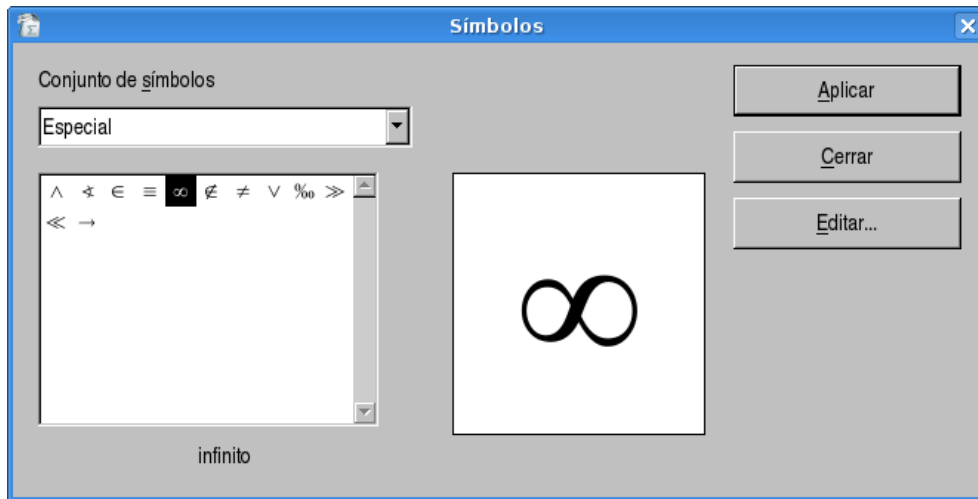 Símbolos
Conjunto de símbolos
Especial
∧ ∢ ∈ ≡ ∞ ∉ ≠ ∨ ‰ ≫
≪ →
∞
infinito
Aplicar
Cerrar
Editar...